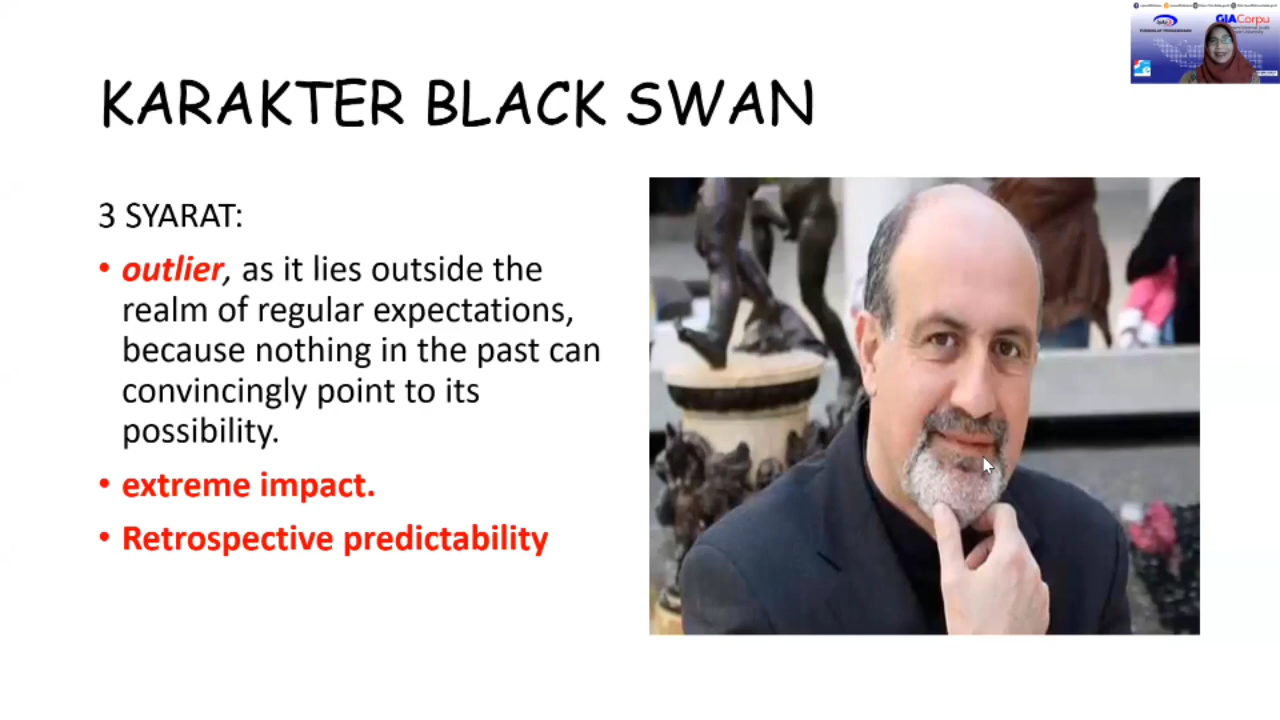 KARAKTER BLACK SWAN
3 SYARAT:
• outlier, as it lies outside the
realm of regular expectations,
because nothing in the past can
convincingly point to its
possibility.
• extreme impact.
• Retrospective predictability
GIACorpu